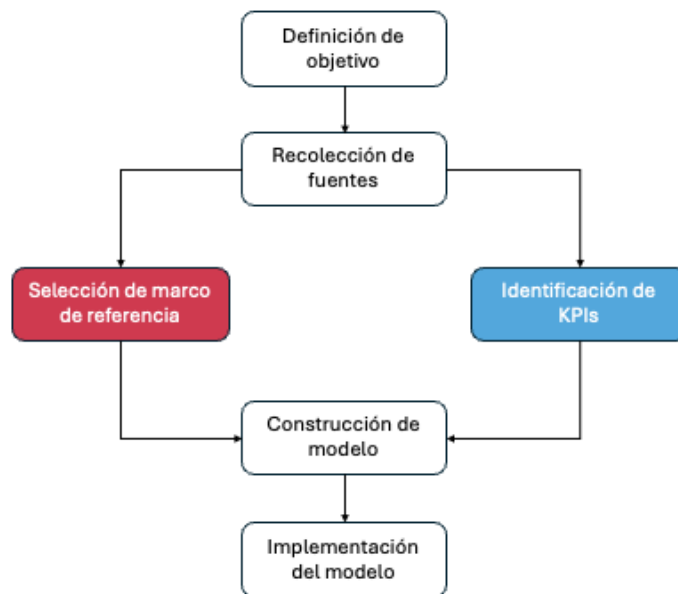 Definición de
objetivo
Recolección de
fuentes
Selección de marco
de referencia
Identificación de
KPIs
Construcción de
modelo
Implementación
del modelo